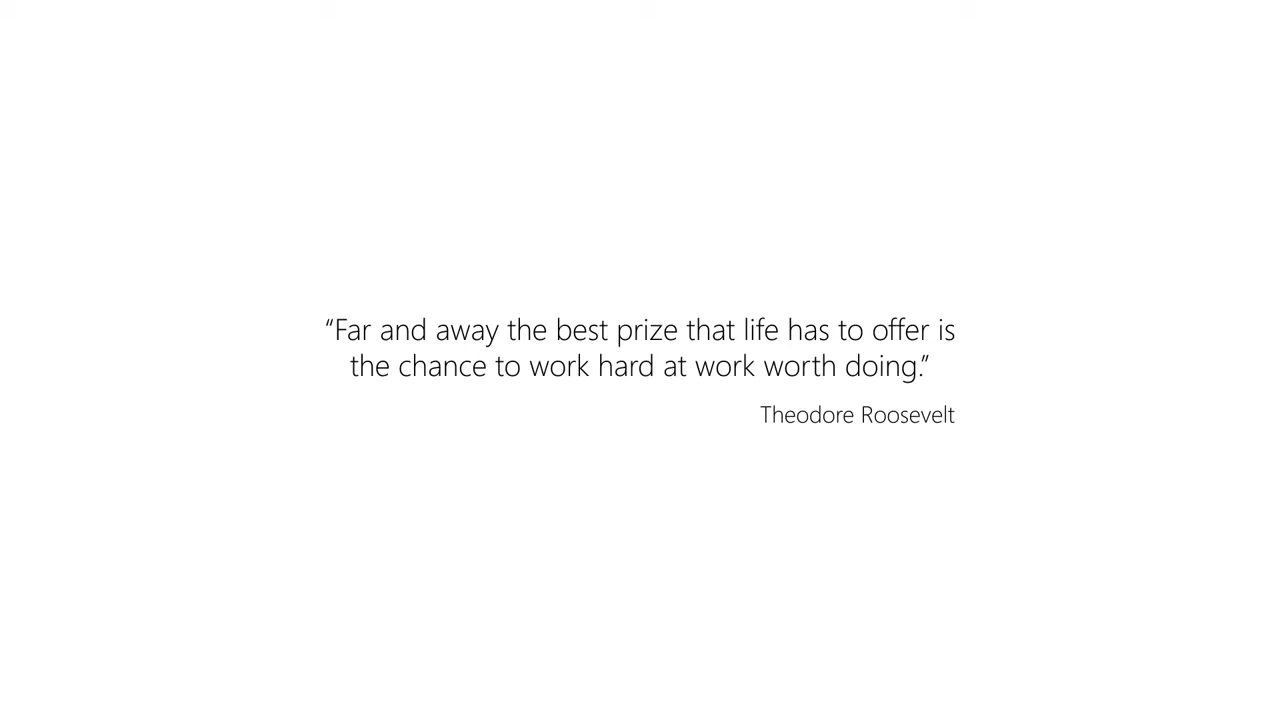 “Far and away the best prize that life has to offer is
the chance to work hard at work worth doing.”
Theodore Roosevelt